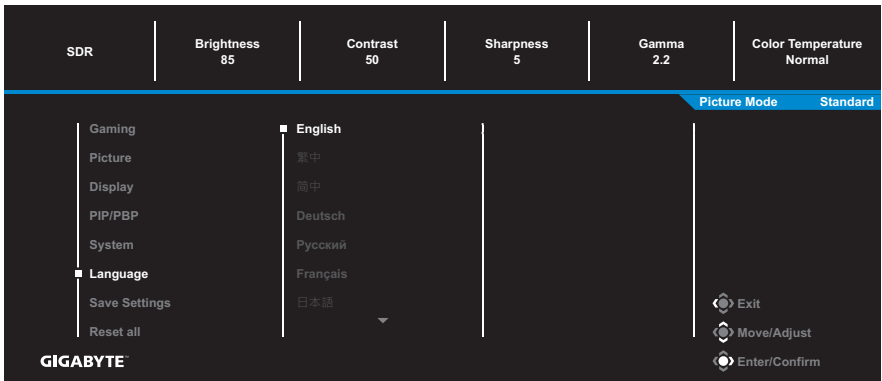 SDR
Brightness
85
Contrast
50
Sharpness
5
Gamma
2.2
Color Temperature
Normal
Picture Mode Standard
Gaming
Picture
Display
PIP/PBP
System
Language
Save Settings
Reset all
English
繁中
简中
Deutsch
Русский
Français
日本語
Exit
Move/Adjust
Enter/Confirm
GIGABYTE™